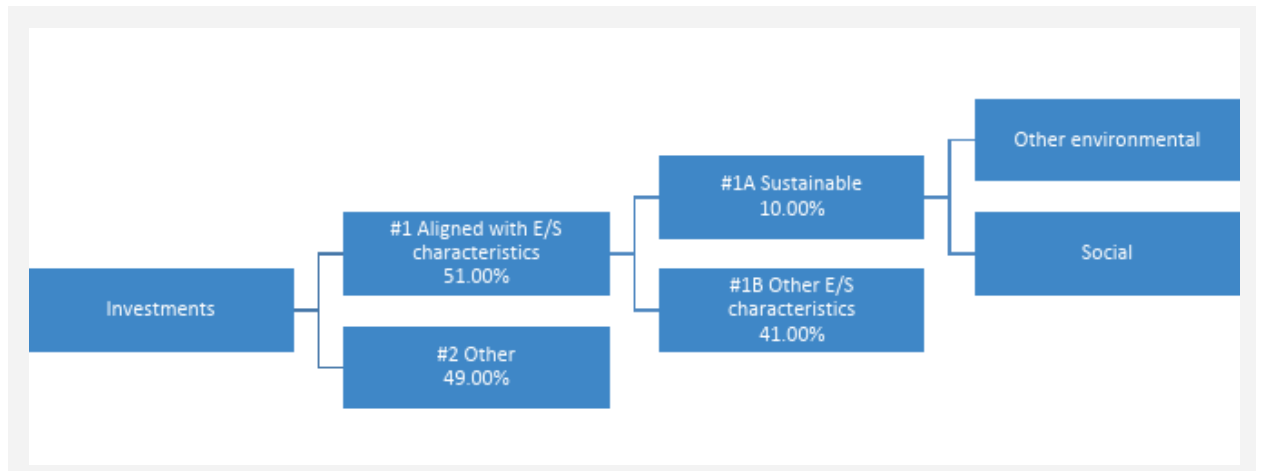 Investments
#1 Aligned with E/S
characteristics
51.00%
#2 Other
49.00%
#1A Sustainable
10.00%
#1B Other E/S
characteristics
41.00%
Other environmental
Social